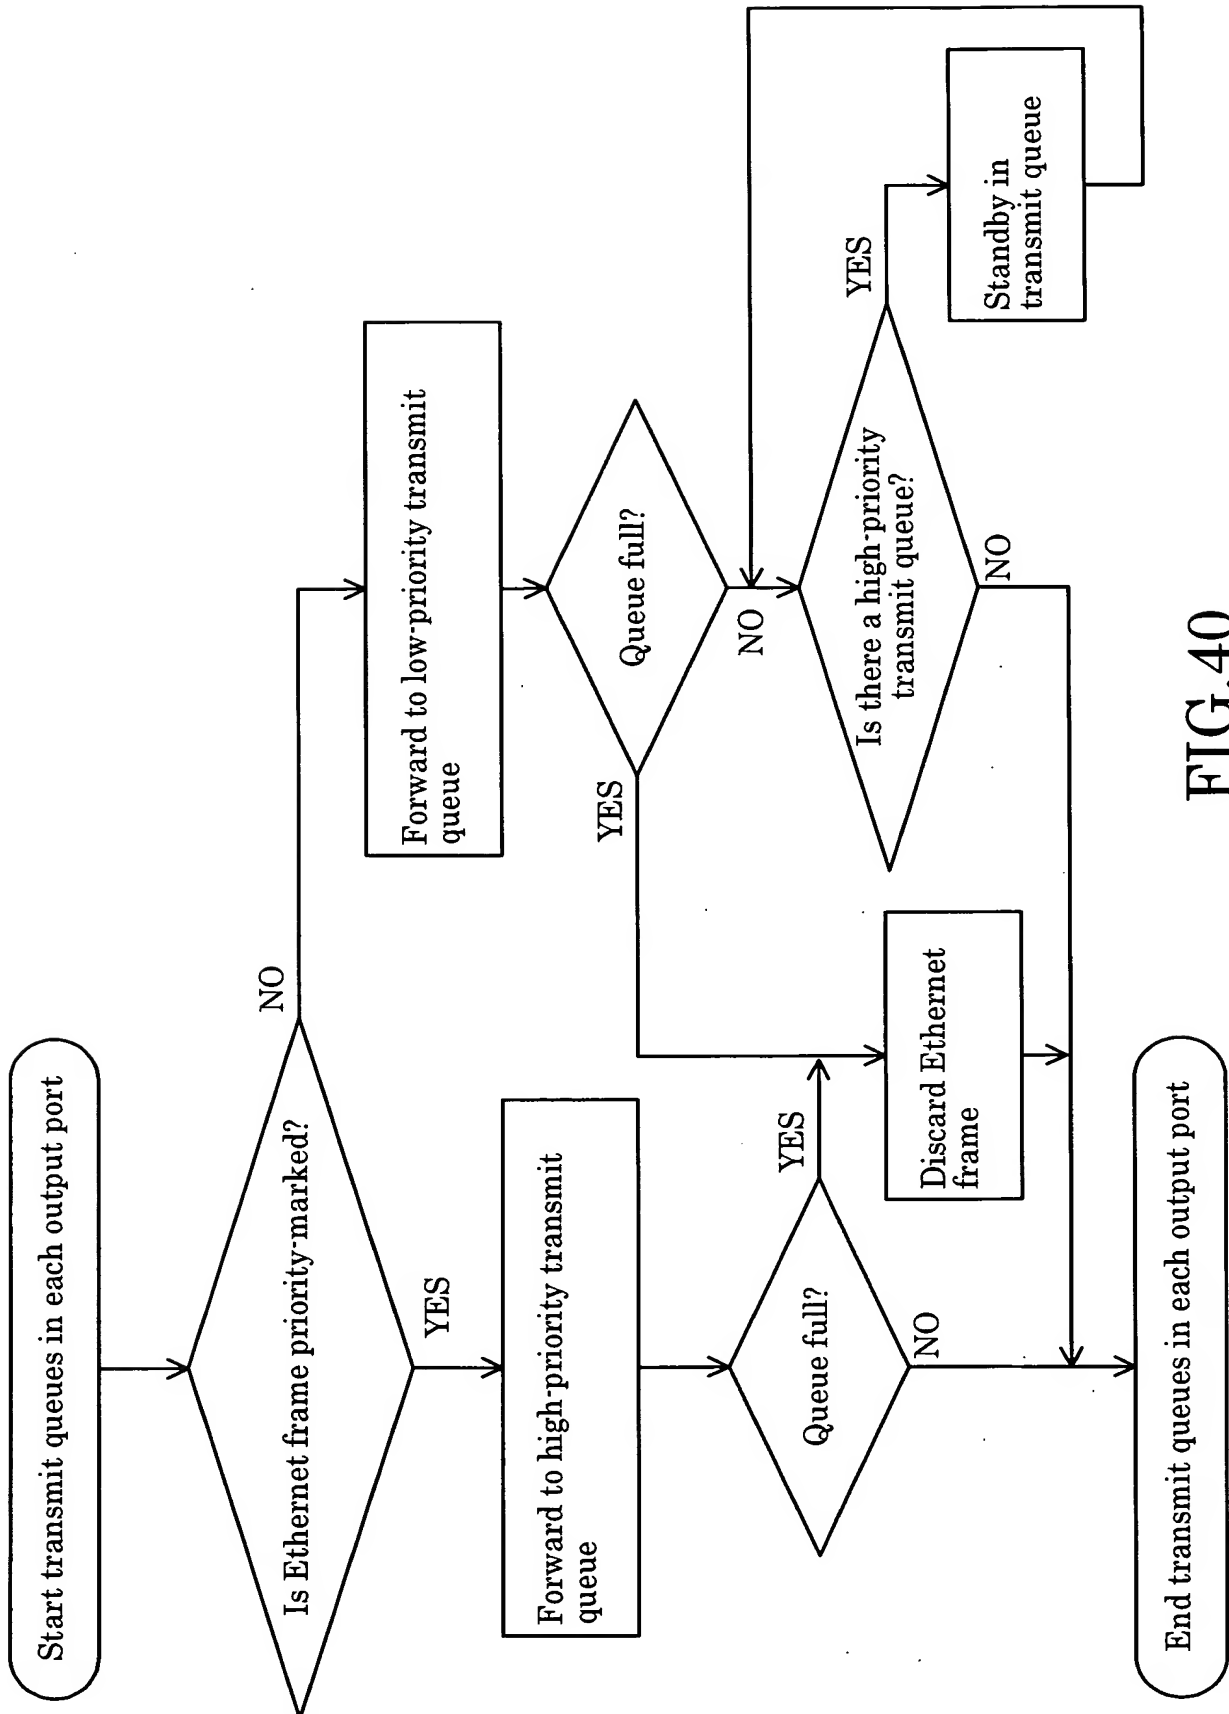 Start transmit queues in each output port
Is Ethernet frame priority-marked?
NO
YES
Forward to high-priority transmit
queue
Forward to low-priority transmit
queue
Queue full?
YES
NO
Queue full?
YES
NO
Discard Ethernet
frame
Is there a high-priority
transmit queue?
YES
NO
Standby in
transmit queue
End transmit queues in each output port
FIG.40